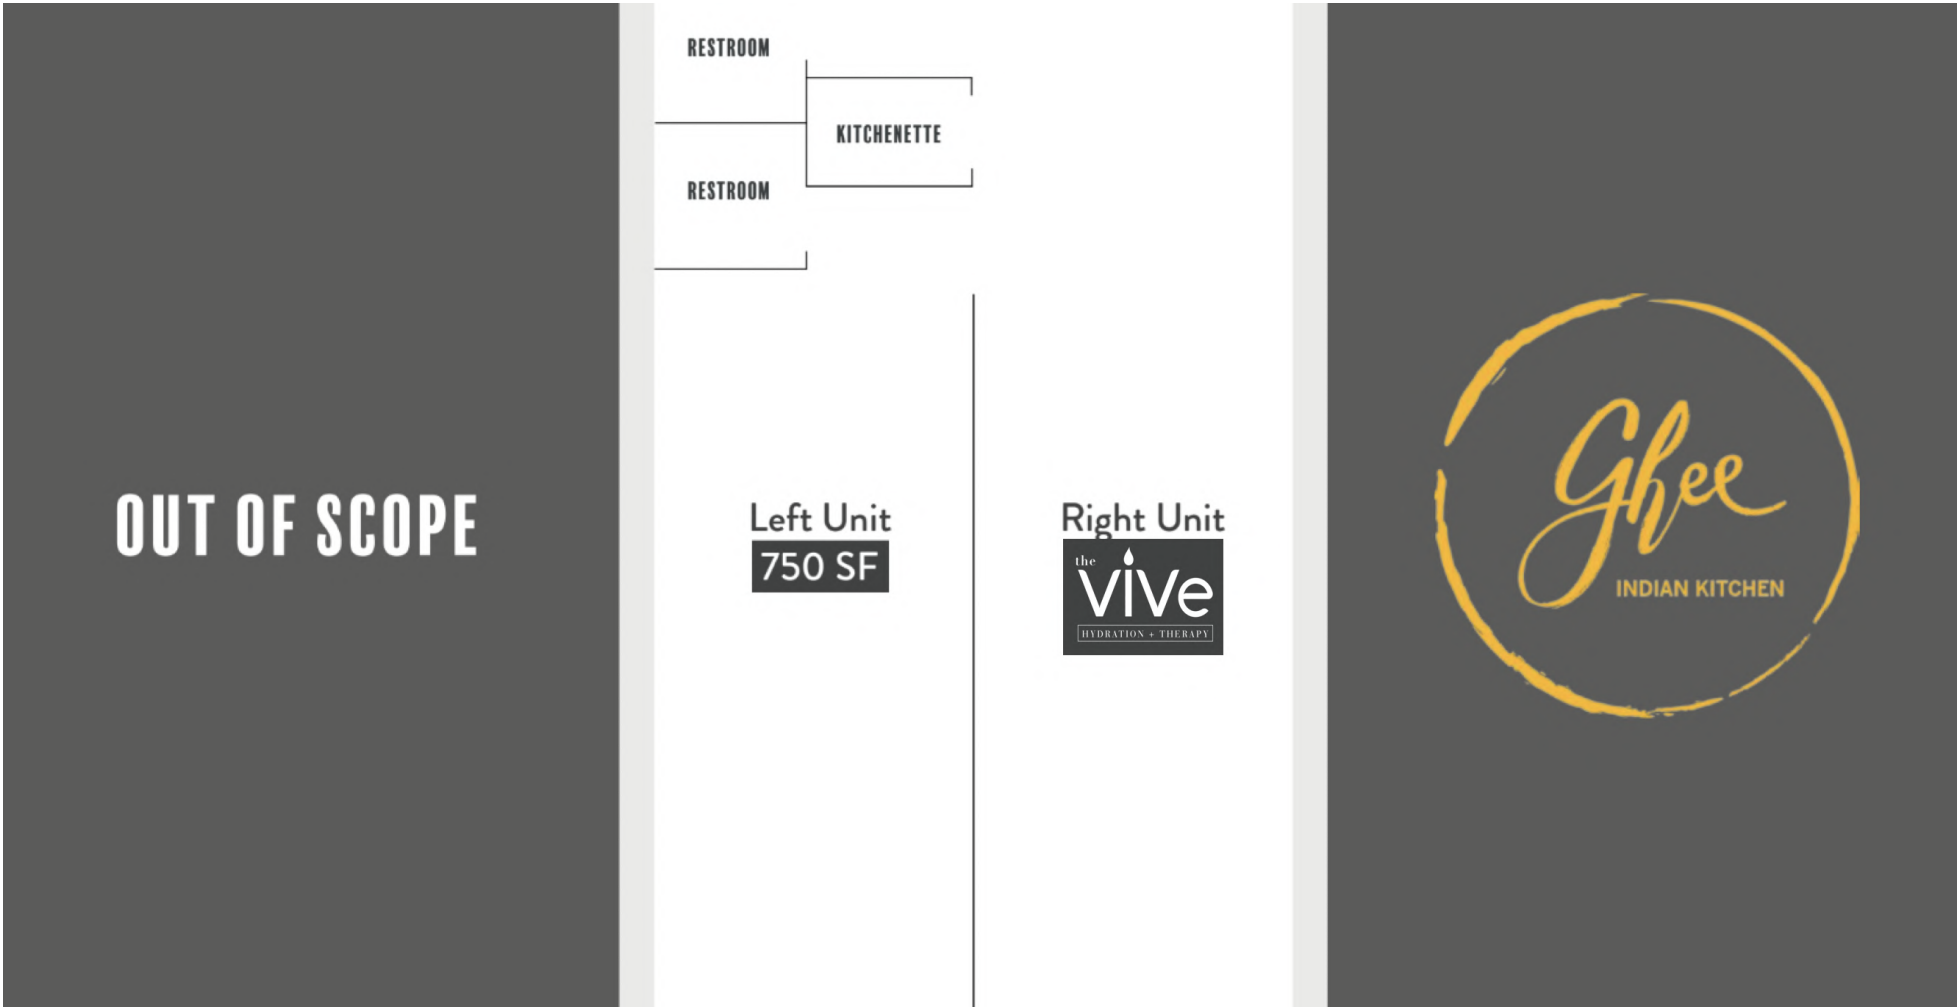 RESTROOM
KITCHENETTE
RESTROOM
OUT OF SCOPE
Left Unit
750 SF
Right Unit
the
ViVe
HYDRATION + THERAPY
Ghee
INDIAN KITCHEN